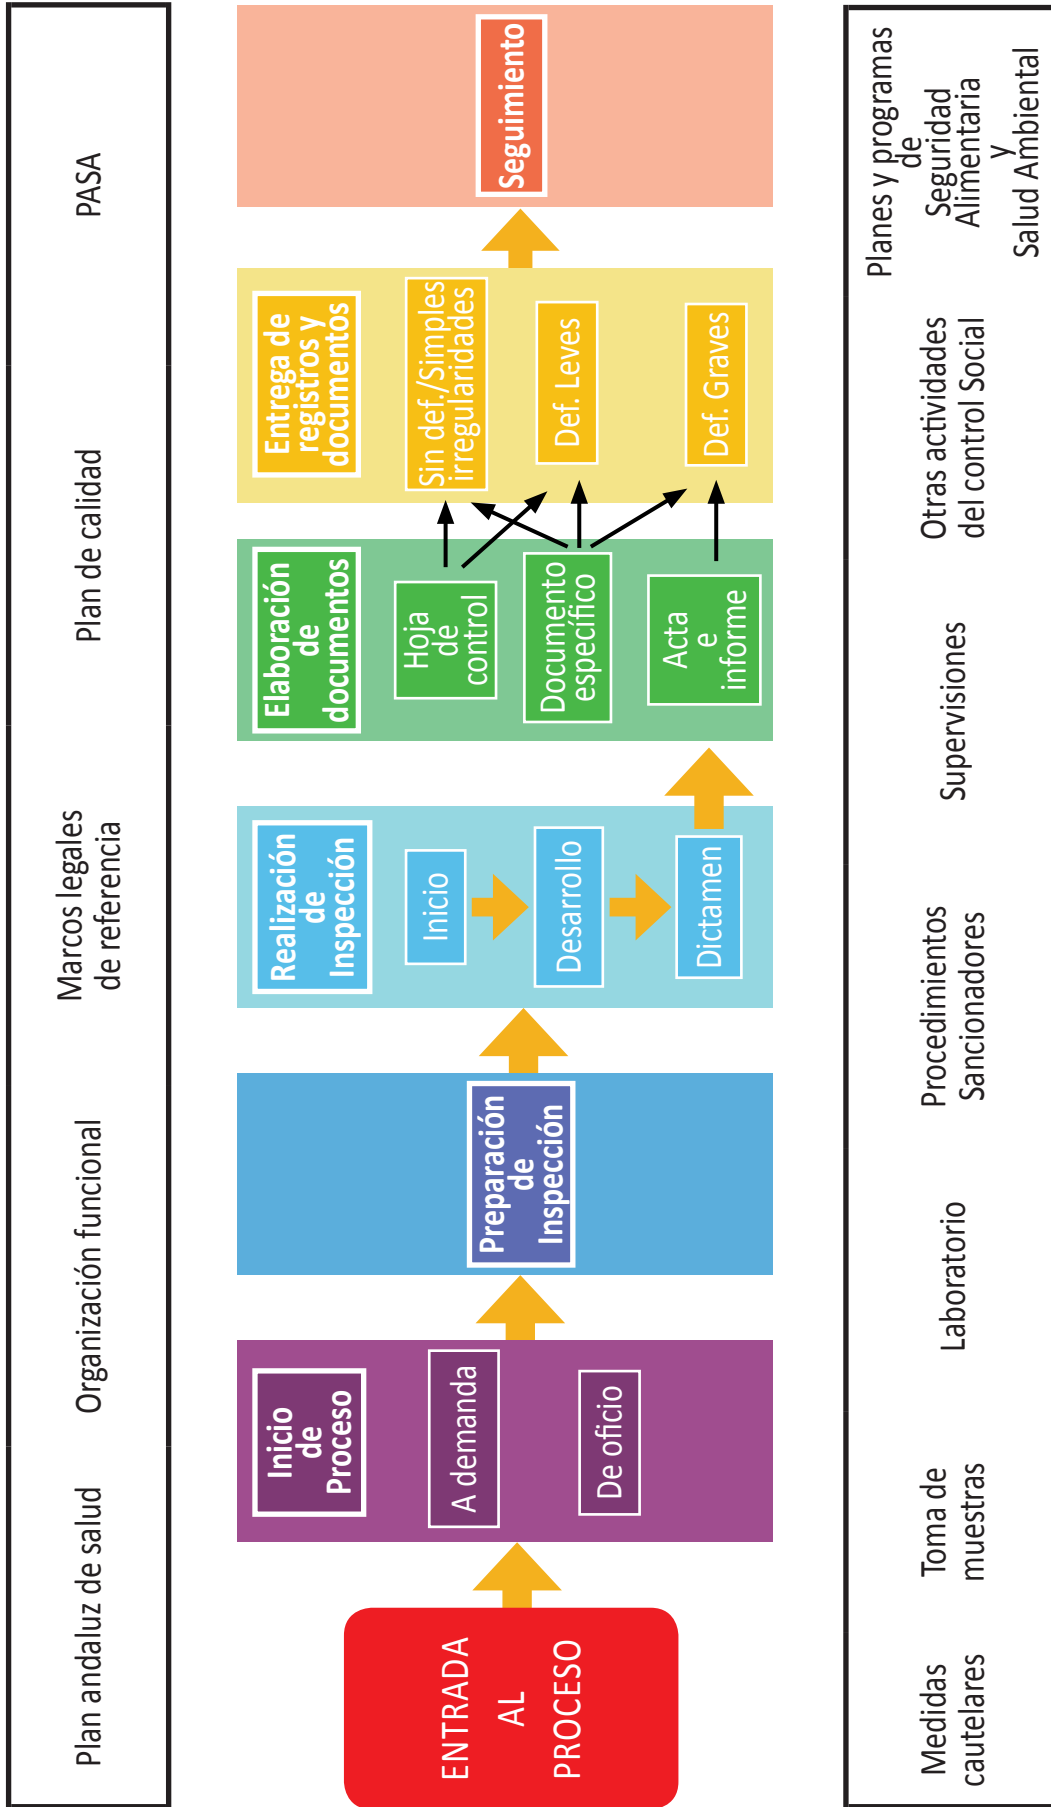 Plan andaluz de salud
Organización funcional
Marcos legales
de referencia
Plan de calidad
PASA
ENTRADA
AL
PROCESO
Inicio
de
Proceso
A demanda
De oficio
Preparación
de
Inspección
Realización
de
Inspección
Inicio
Desarrollo
Dictamen
Elaboración
de
documentos
Hoja
de
control
Documento
específico
Acta
e
informe
Entrega de
registros y
documentos
Sin def./Simples
irregularidades
Def. Leves
Def. Graves
Seguimiento
Medidas
cautelares
Toma de
muestras
Laboratorio
Procedimientos
Sancionadores
Supervisiones
Otras actividades
del control Social
Planes y programas
de
Seguridad
Alimentaria
y
Salud Ambiental